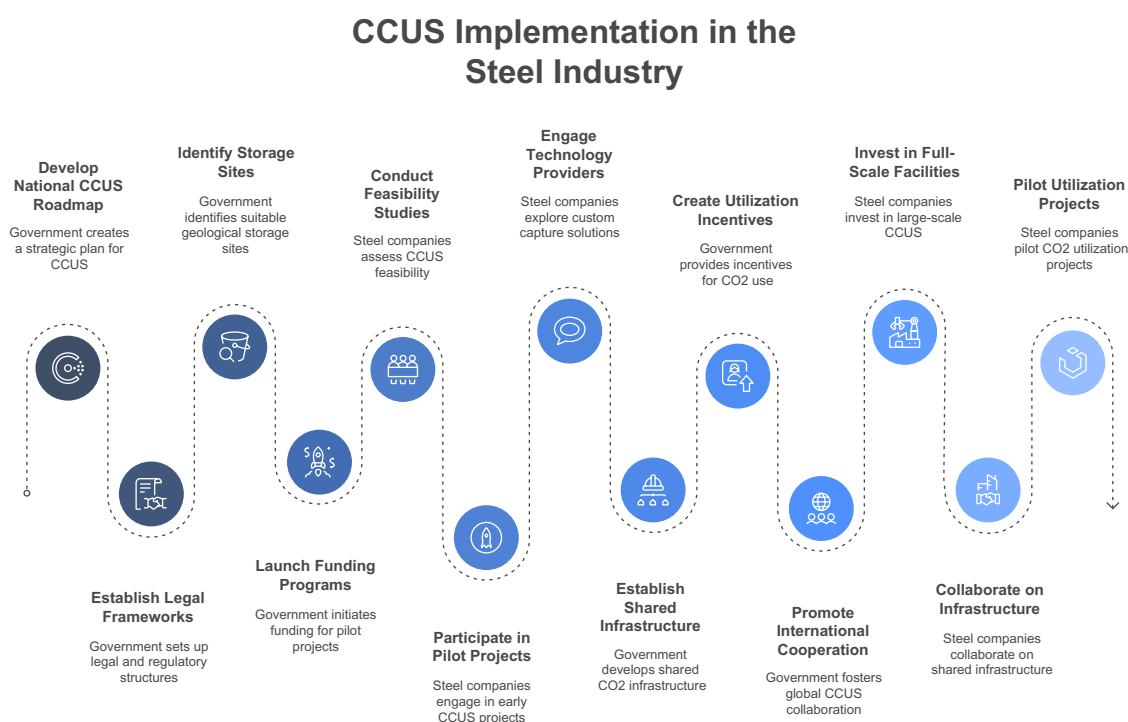 CCUS Implementation in the
Steel Industry
Develop
National CCUS
Roadmap
Government creates
a strategic plan for
CCUS
Establish Legal
Frameworks
Government sets up
legal and regulatory
structures
Identify Storage
Sites
Government
identifies suitable
geological storage
sites
Launch Funding
Programs
Government initiates
funding for pilot
projects
Conduct
Feasibility
Studies
Steel companies
assess CCUS
feasibility
Participate in
Pilot Projects
Steel companies
engage in early
CCUS projects
Engage
Technology
Providers
Steel companies
explore custom
capture solutions
Establish
Shared
Infrastructure
Government
develops shared
CO2 infrastructure
Create Utilization
Incentives
Government
provides incentives
for CO2 use
Promote
International
Cooperation
Government fosters
global CCUS
collaboration
Invest in Full-
Scale Facilities
Steel companies
invest in large-scale
CCUS
Collaborate on
Infrastructure
Steel companies
collaborate on
shared infrastructure
Pilot Utilization
Projects
Steel companies
pilot CO2 utilization
projects